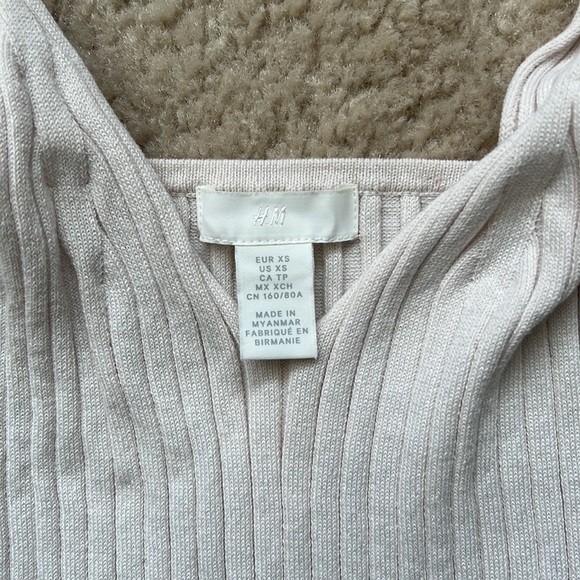 H&M
EUR XS
US XS
CA TP
MX XCH
CN 160/80A
MADE IN
MYANMAR
FABRIQUÉ EN
BIRMANIE